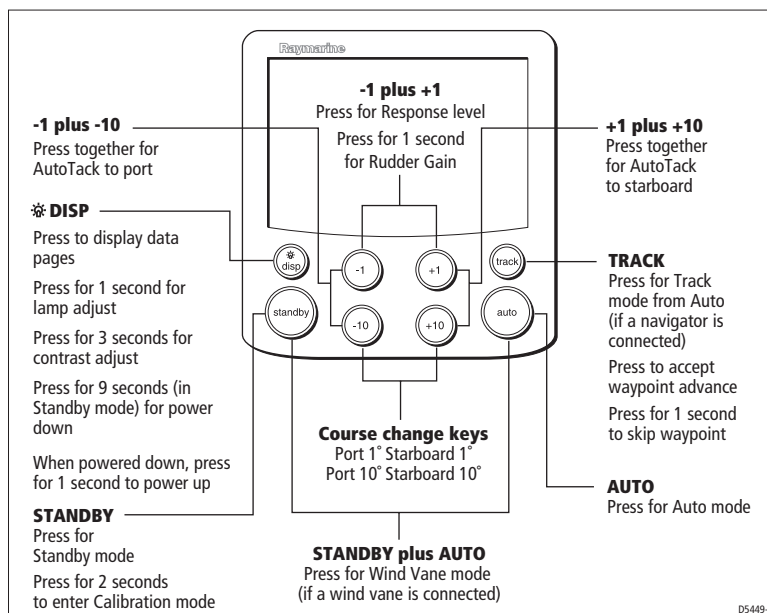 Raymarine
-1 plus +1
Press for Response level
Press for 1 second
for Rudder Gain
-1 plus -10
Press together for
AutoTack to port
DISP
Press to display data
pages
Press for 1 second for
lamp adjust
Press for 3 seconds for
contrast adjust
Press for 9 seconds (in
Standby mode) for power
down
When powered down, press
for 1 second to power up
STANDBY
Press for
Standby mode
Press for 2 seconds
to enter Calibration mode
disp
-1
+1
track
standby
-10
+10
auto
Course change keys
Port 1° Starboard 1°
Port 10° Starboard 10°
STANDBY plus AUTO
Press for Wind Vane mode
(if a wind vane is connected)
+1 plus +10
Press together
for AutoTack
to starboard
TRACK
Press for Track
mode from Auto
(if a navigator is
connected)
Press to accept
waypoint advance
Press for 1 second
to skip waypoint
AUTO
Press for Auto mode